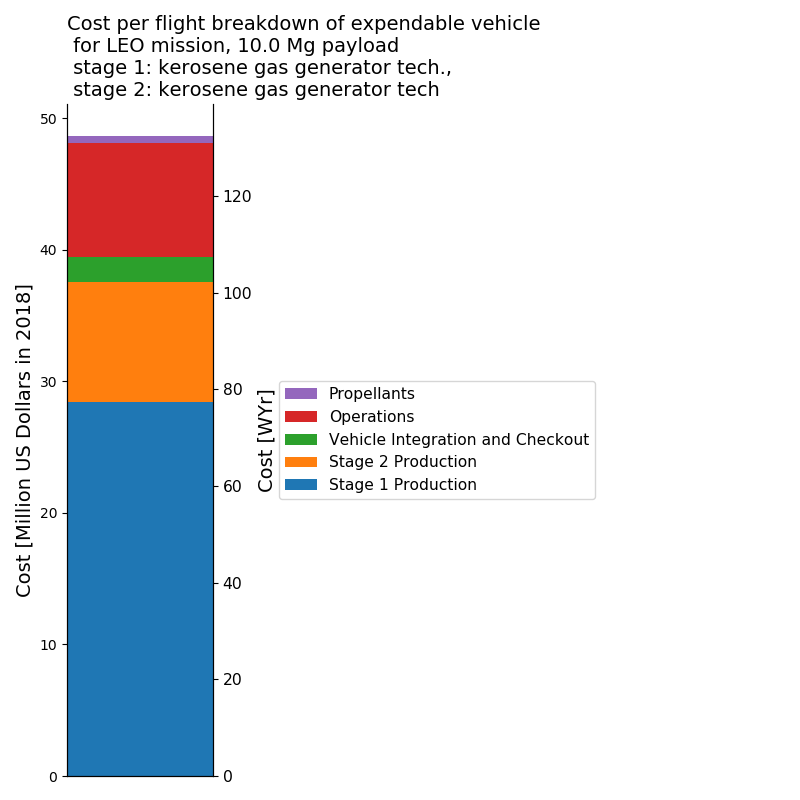 Cost per flight breakdown of expendable vehicle
for LEO mission, 10.0 Mg payload
stage 1: kerosene gas generator tech.,
stage 2: kerosene gas generator tech
Cost [Million US Dollars in 2018]
50
40
30
20
10
0
120
100
80
60
40
20
0
Cost [WYr]
Propellants
Operations
Vehicle Integration and Checkout
Stage 2 Production
Stage 1 Production